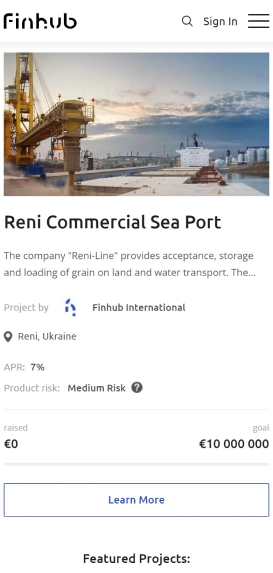 finhub
Sign In
Reni Commercial Sea Port
The company "Reni-Line" provides acceptance, storage
and loading of grain on land and water transport. The...
Project by Finhub International
Reni, Ukraine
APR: 7%
Product risk: Medium Risk ?
raised goal
€0 €10 000 000
Learn More
Featured Projects: